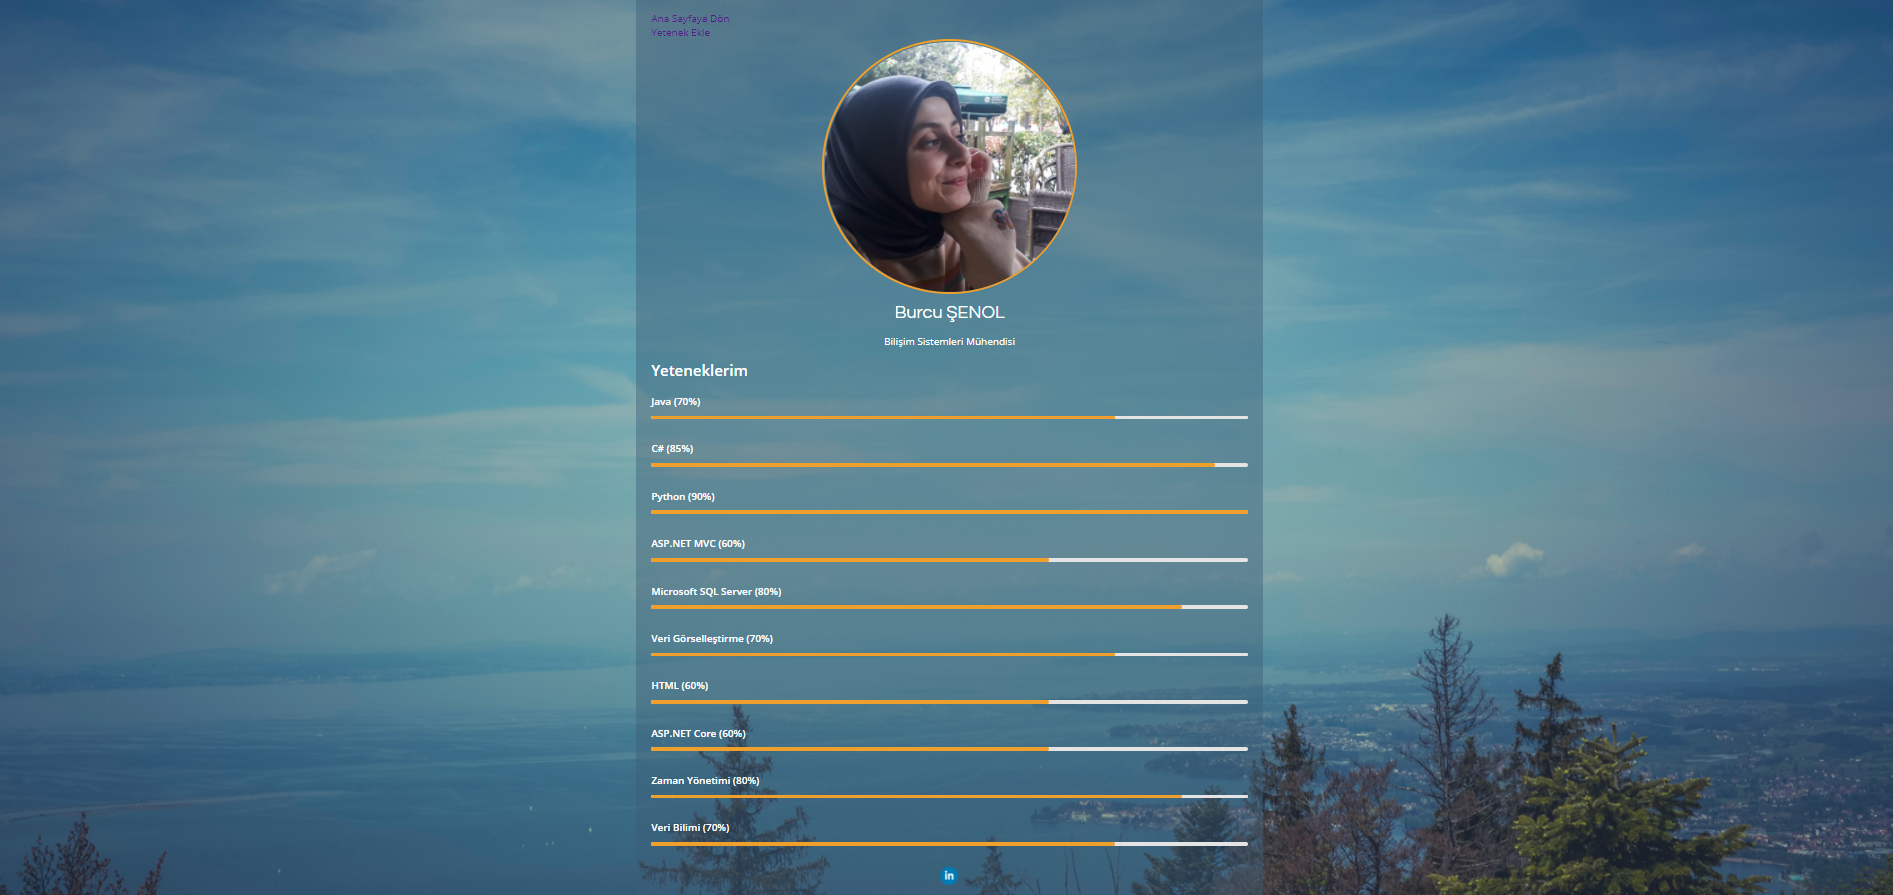 Ana Sayfaya Dön
Yetenek Ekle
Burcu ŞENOL
Bilişim Sistemleri Mühendisi
Yeteneklerim
Java (70%)
C# (85%)
Python (90%)
ASP.NET MVC (60%)
Microsoft SQL Server (80%)
Veri Görselleştirme (70%)
HTML (60%)
ASP.NET Core (60%)
Zaman Yönetimi (80%)
Veri Bilimi (70%)
in